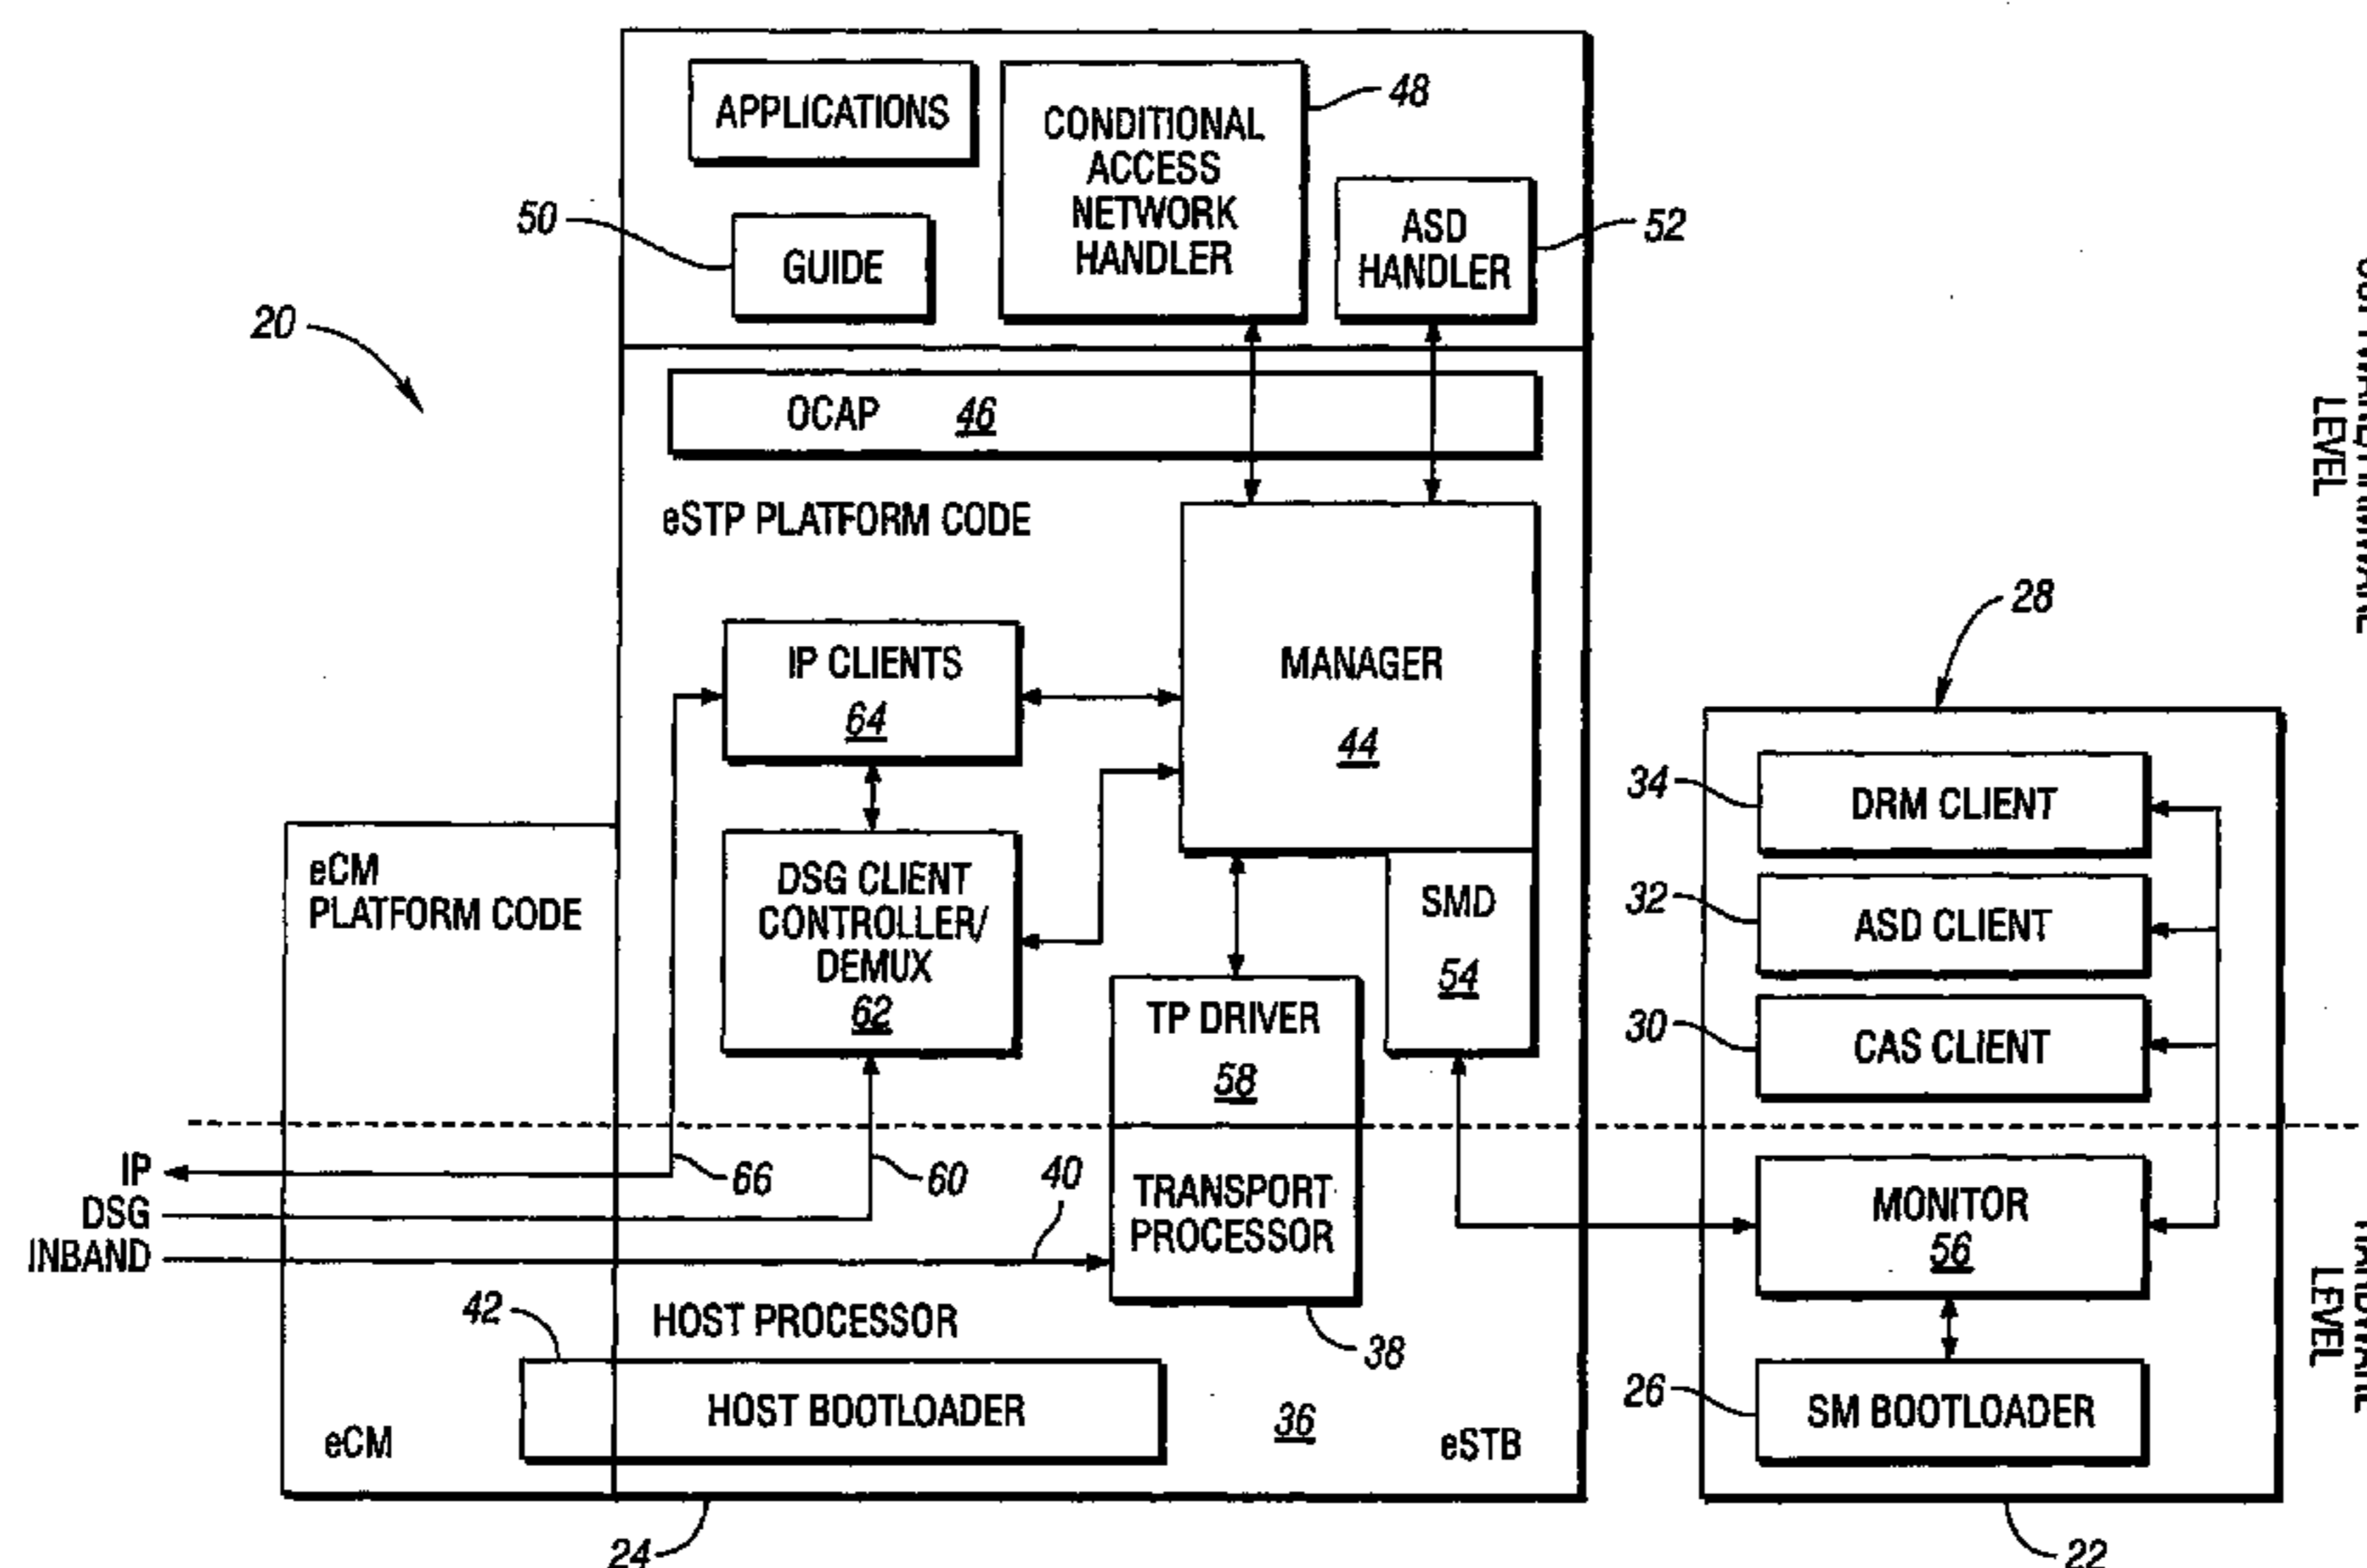 APPLICATIONS
CONDITIONAL
ACCESS
NETWORK
HANDLER
48
50
GUIDE
ASD
HANDLER
52
20
OCAP 46
LEVEL
eSTP PLATFORM CODE
28
IP CLIENTS
64
MANAGER
44
34
DRM CLIENT
eCM
PLATFORM CODE
DSG CLIENT
CONTROLLER/
DEMUX
62
SMD
54
32
ASD CLIENT
TP DRIVER
58
30
CAS CLIENT
IP
DSG
INBAND
66
60
40
TRANSPORT
PROCESSOR
MONITOR
56
LEVEL
42
HOST PROCESSOR
38
HOST BOOTLOADER
36
26
SM BOOTLOADER
eCM
eSTB
24
22